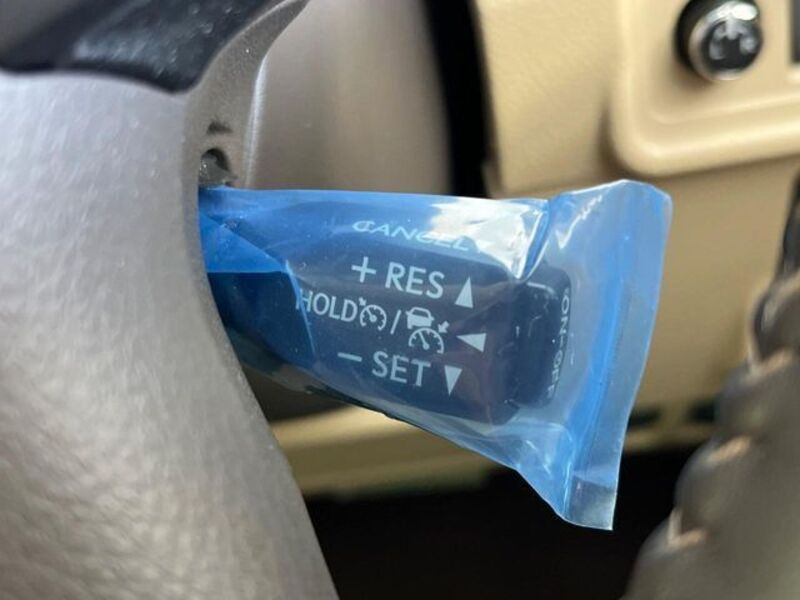 CANCEL
+ RES
HOLD /
− SET
ON-OFF